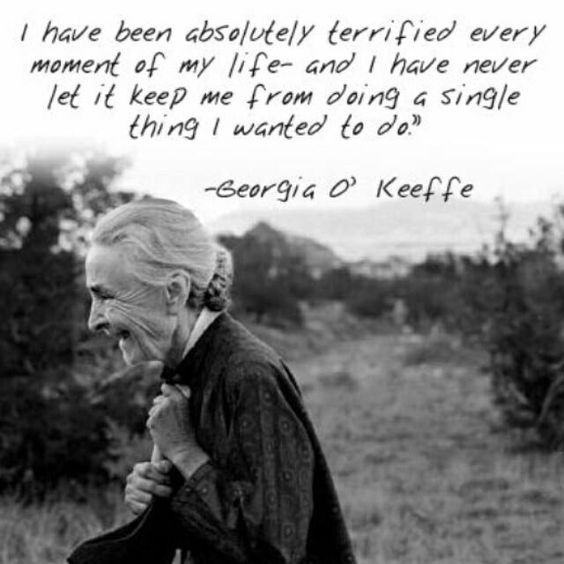 I have been absolutely terrified every
moment of my life- and I have never
let it keep me from doing a single
thing I wanted to do."
-Georgia O' Keeffe